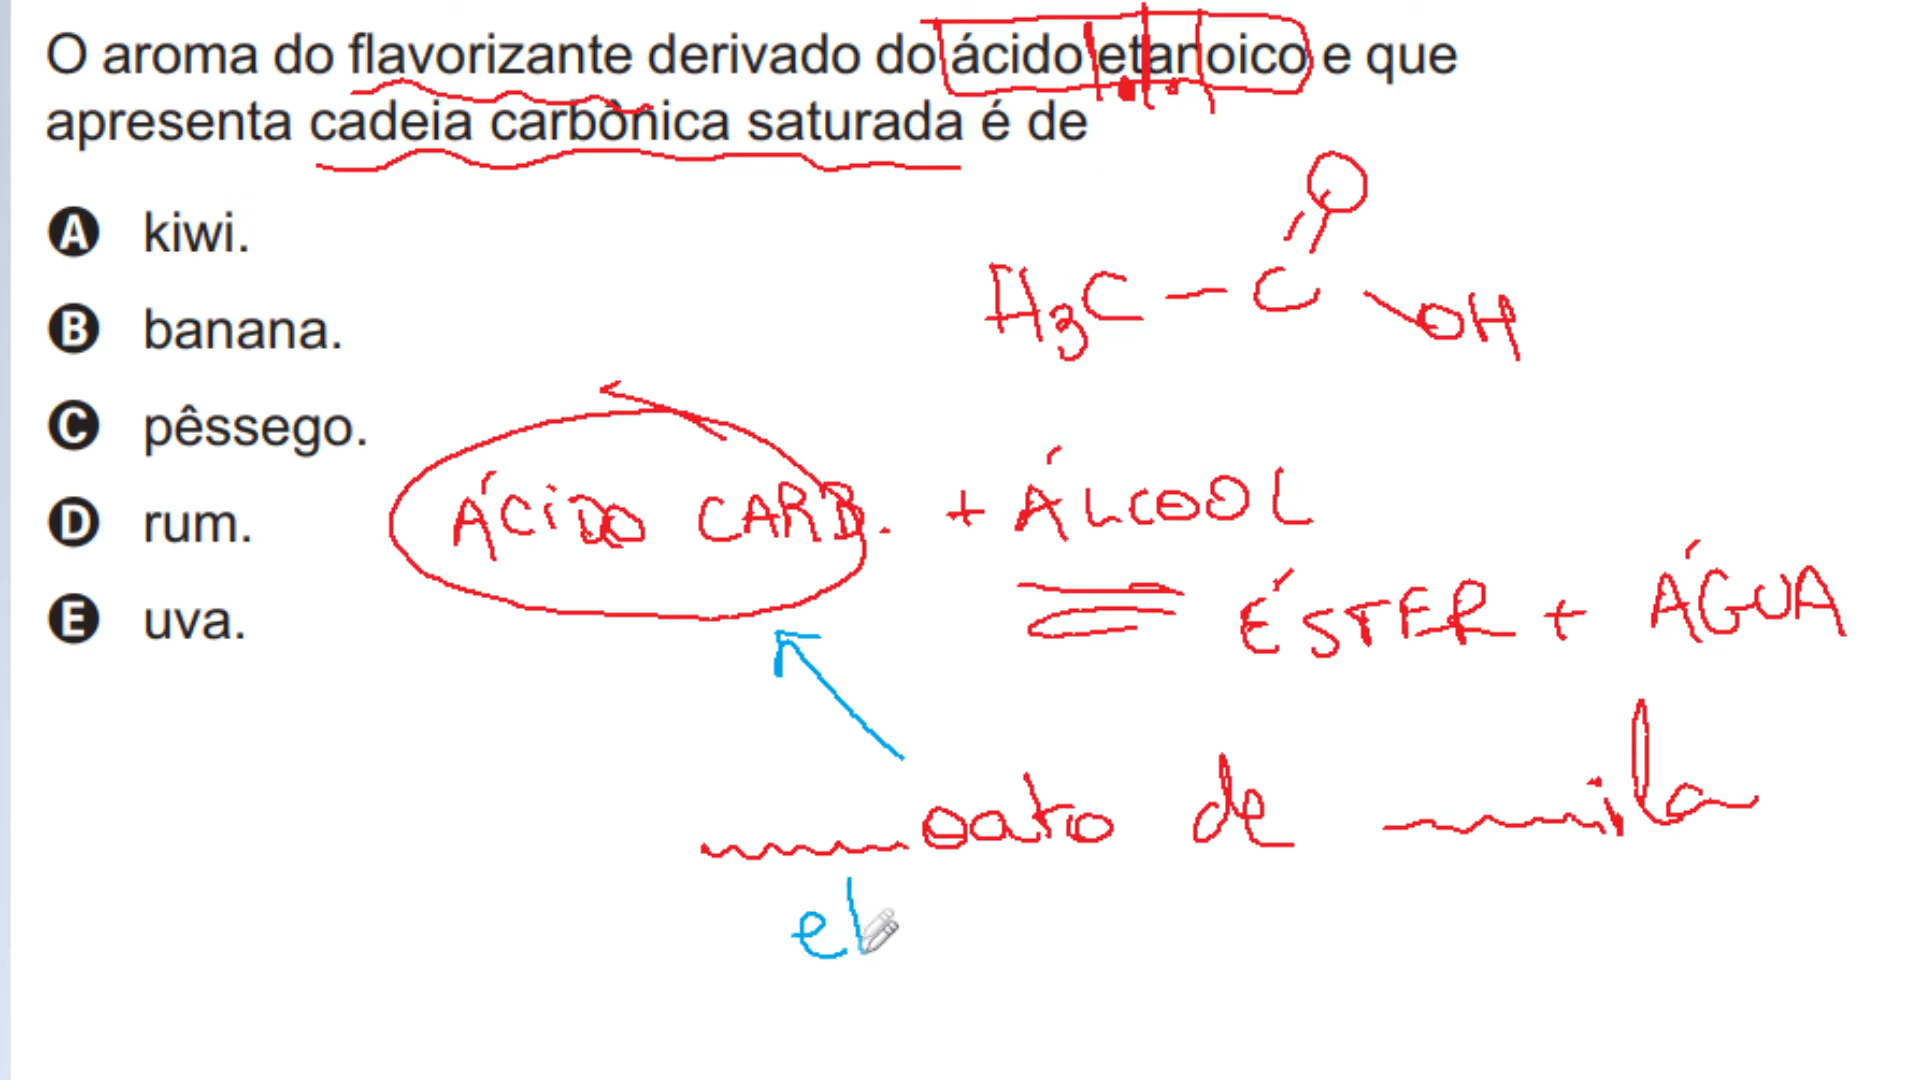 O aroma do flavorizante derivado do ácido etanoico e que
apresenta cadeia carbônica saturada é de
A kiwi.
B banana.
C pêssego.
D rum.
E uva.
O
H3C - C
OH
ÁCIDO CARB. + ÁLCOOL
ÉSTER + ÁGUA
oato de ila